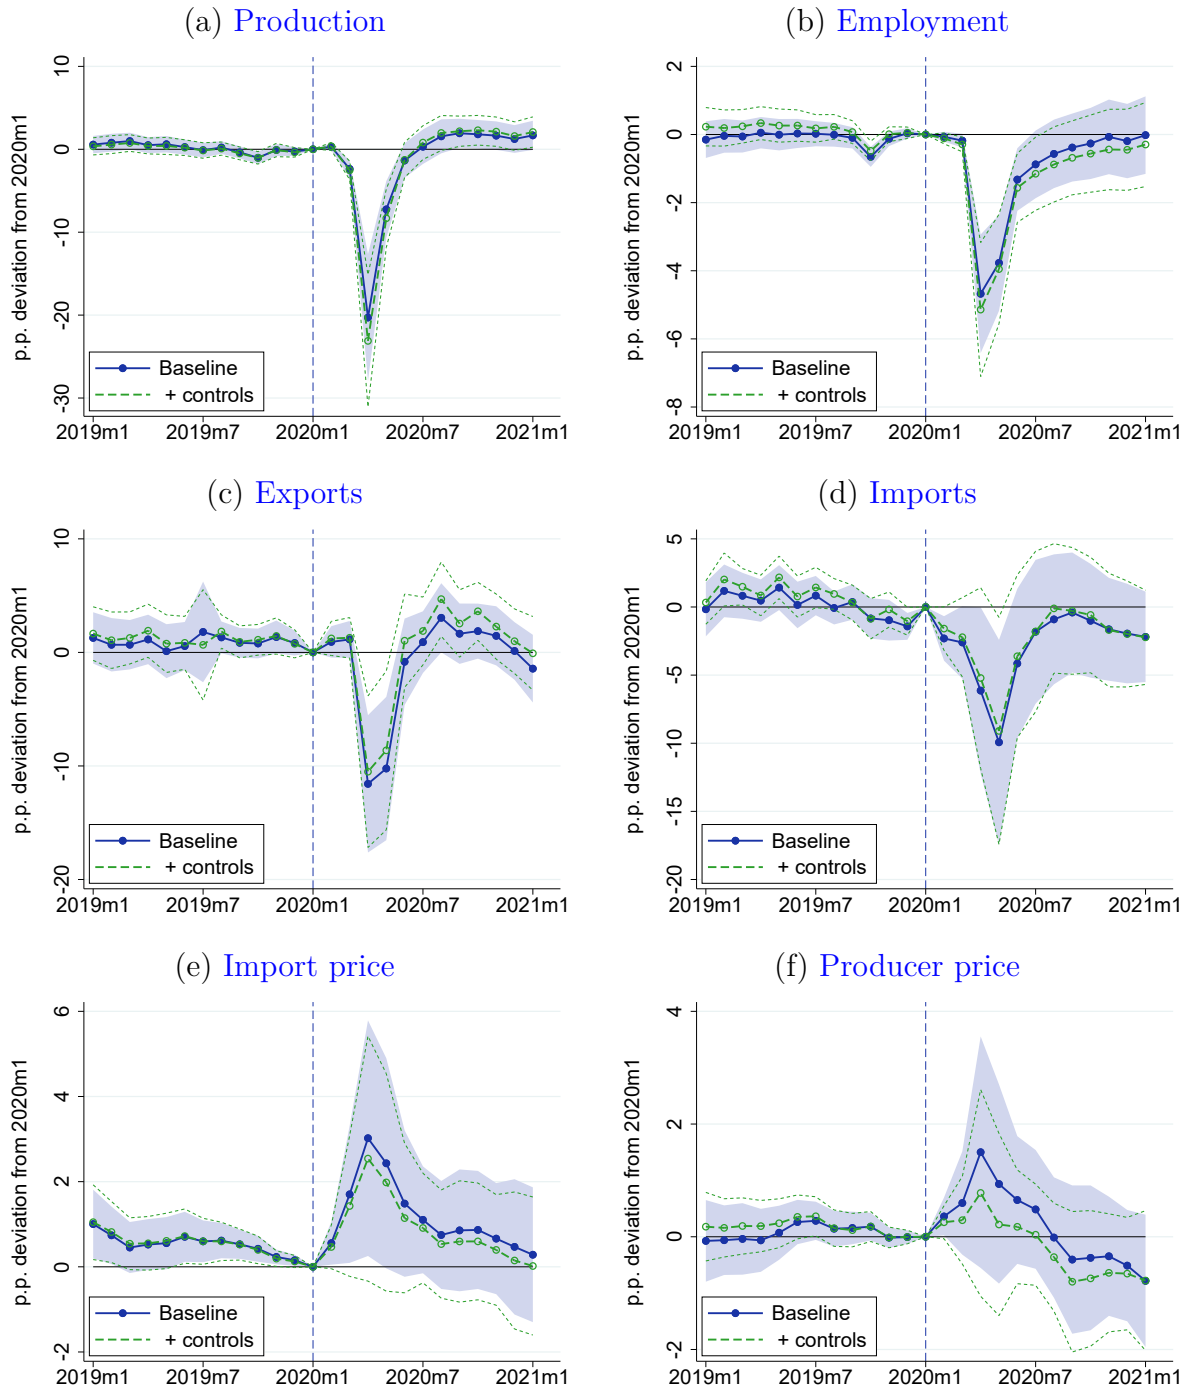 (a) Production
p.p. deviation from 2020m1
10
0
-10
-20
-30
Baseline
+ controls
2019m1 2019m7 2020m1 2020m7 2021m1
(b) Employment
p.p. deviation from 2020m1
2
0
-2
-4
-6
-8
Baseline
+ controls
2019m1 2019m7 2020m1 2020m7 2021m1
(c) Exports
p.p. deviation from 2020m1
10
0
-10
-20
Baseline
+ controls
2019m1 2019m7 2020m1 2020m7 2021m1
(d) Imports
p.p. deviation from 2020m1
5
0
-5
-10
-15
-20
Baseline
+ controls
2019m1 2019m7 2020m1 2020m7 2021m1
(e) Import price
p.p. deviation from 2020m1
6
4
2
0
-2
Baseline
+ controls
2019m1 2019m7 2020m1 2020m7 2021m1
(f) Producer price
p.p. deviation from 2020m1
4
2
0
-2
Baseline
+ controls
2019m1 2019m7 2020m1 2020m7 2021m1